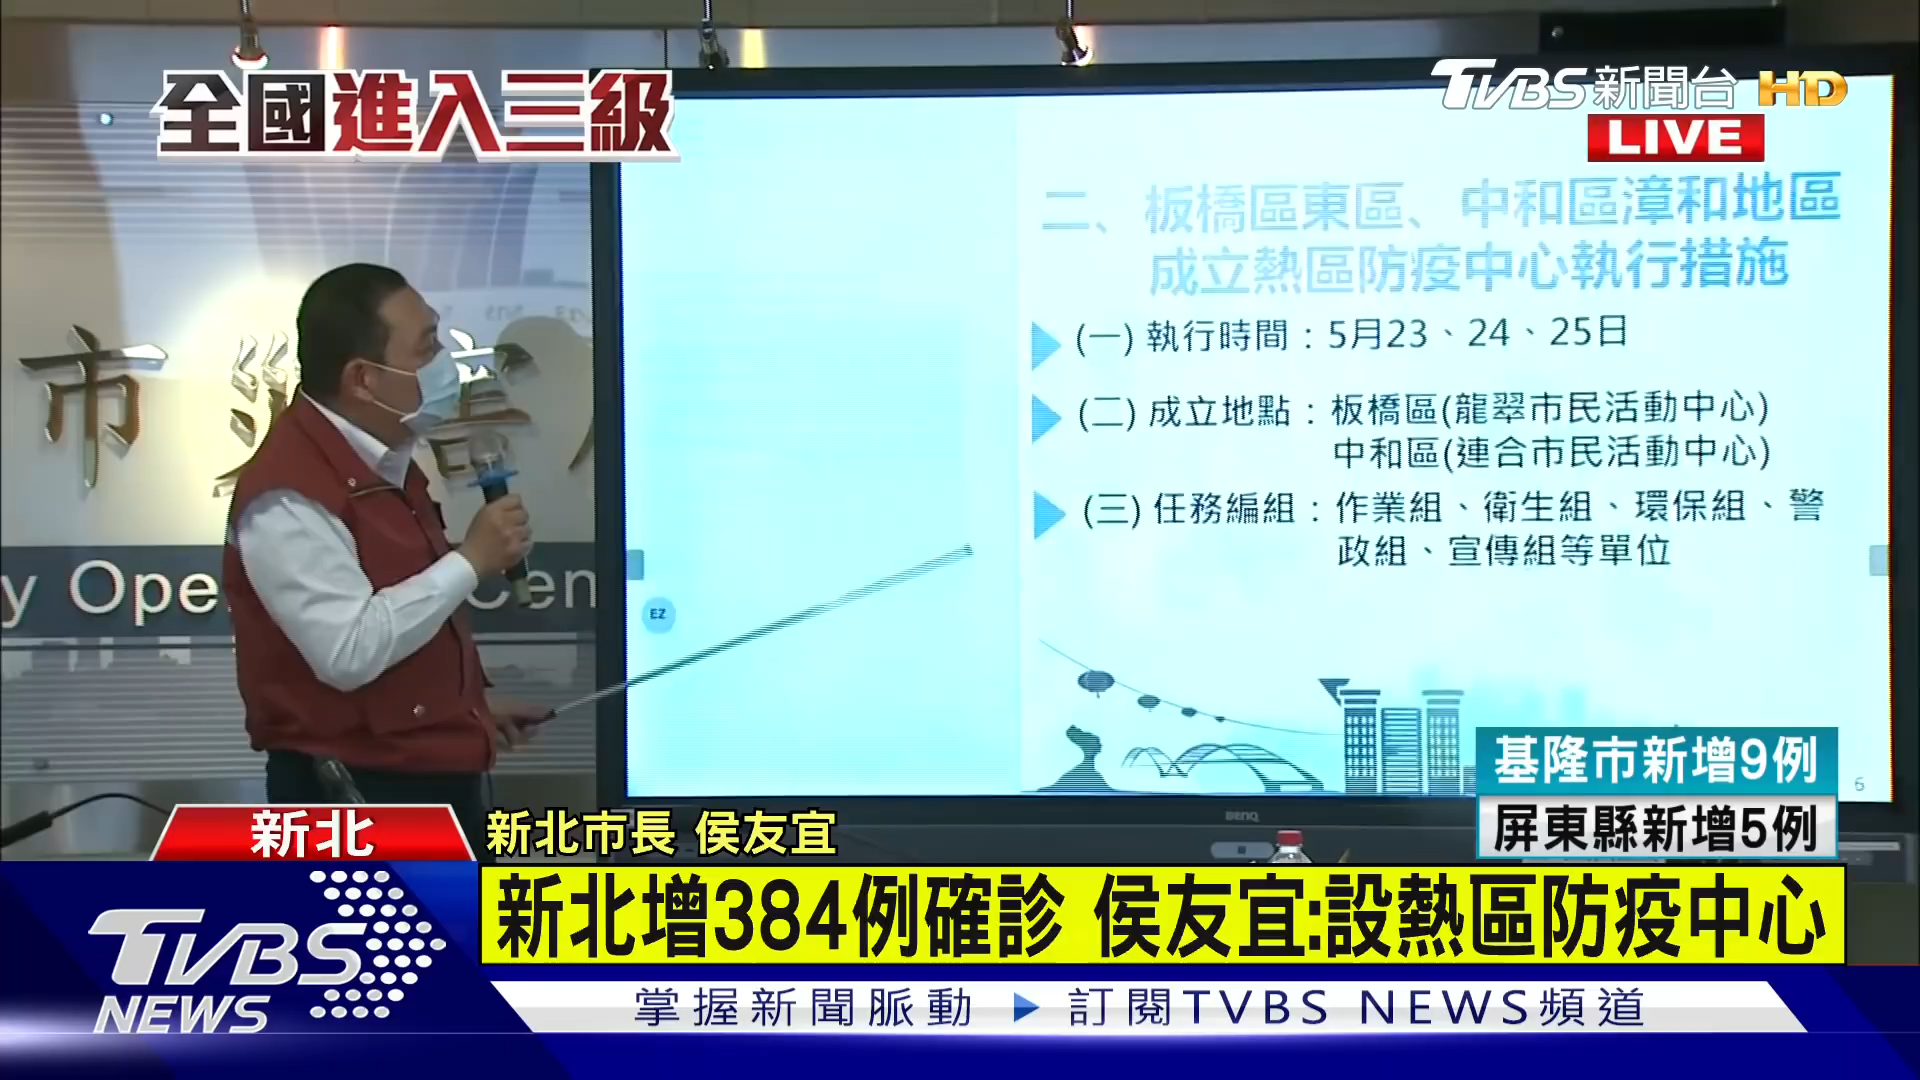 全國進入三級
TVBS新聞台 HD
LIVE
二、板橋區東區、中和區漳和地區
成立熱區防疫中心執行措施
(一) 執行時間：5月23、24、25日
(二) 成立地點：板橋區(龍翠市民活動中心)
中和區(連合市民活動中心)
(三) 任務編組：作業組、衛生組、環保組、警
政組、宣傳組等單位
市災
y Ope Cen
EZ
6
BenQ
基隆市新增9例
屏東縣新增5例
新北
新北市長 侯友宜
新北增384例確診 侯友宜:設熱區防疫中心
TVBS
NEWS
掌握新聞脈動 ▶ 訂閱TVBS NEWS頻道